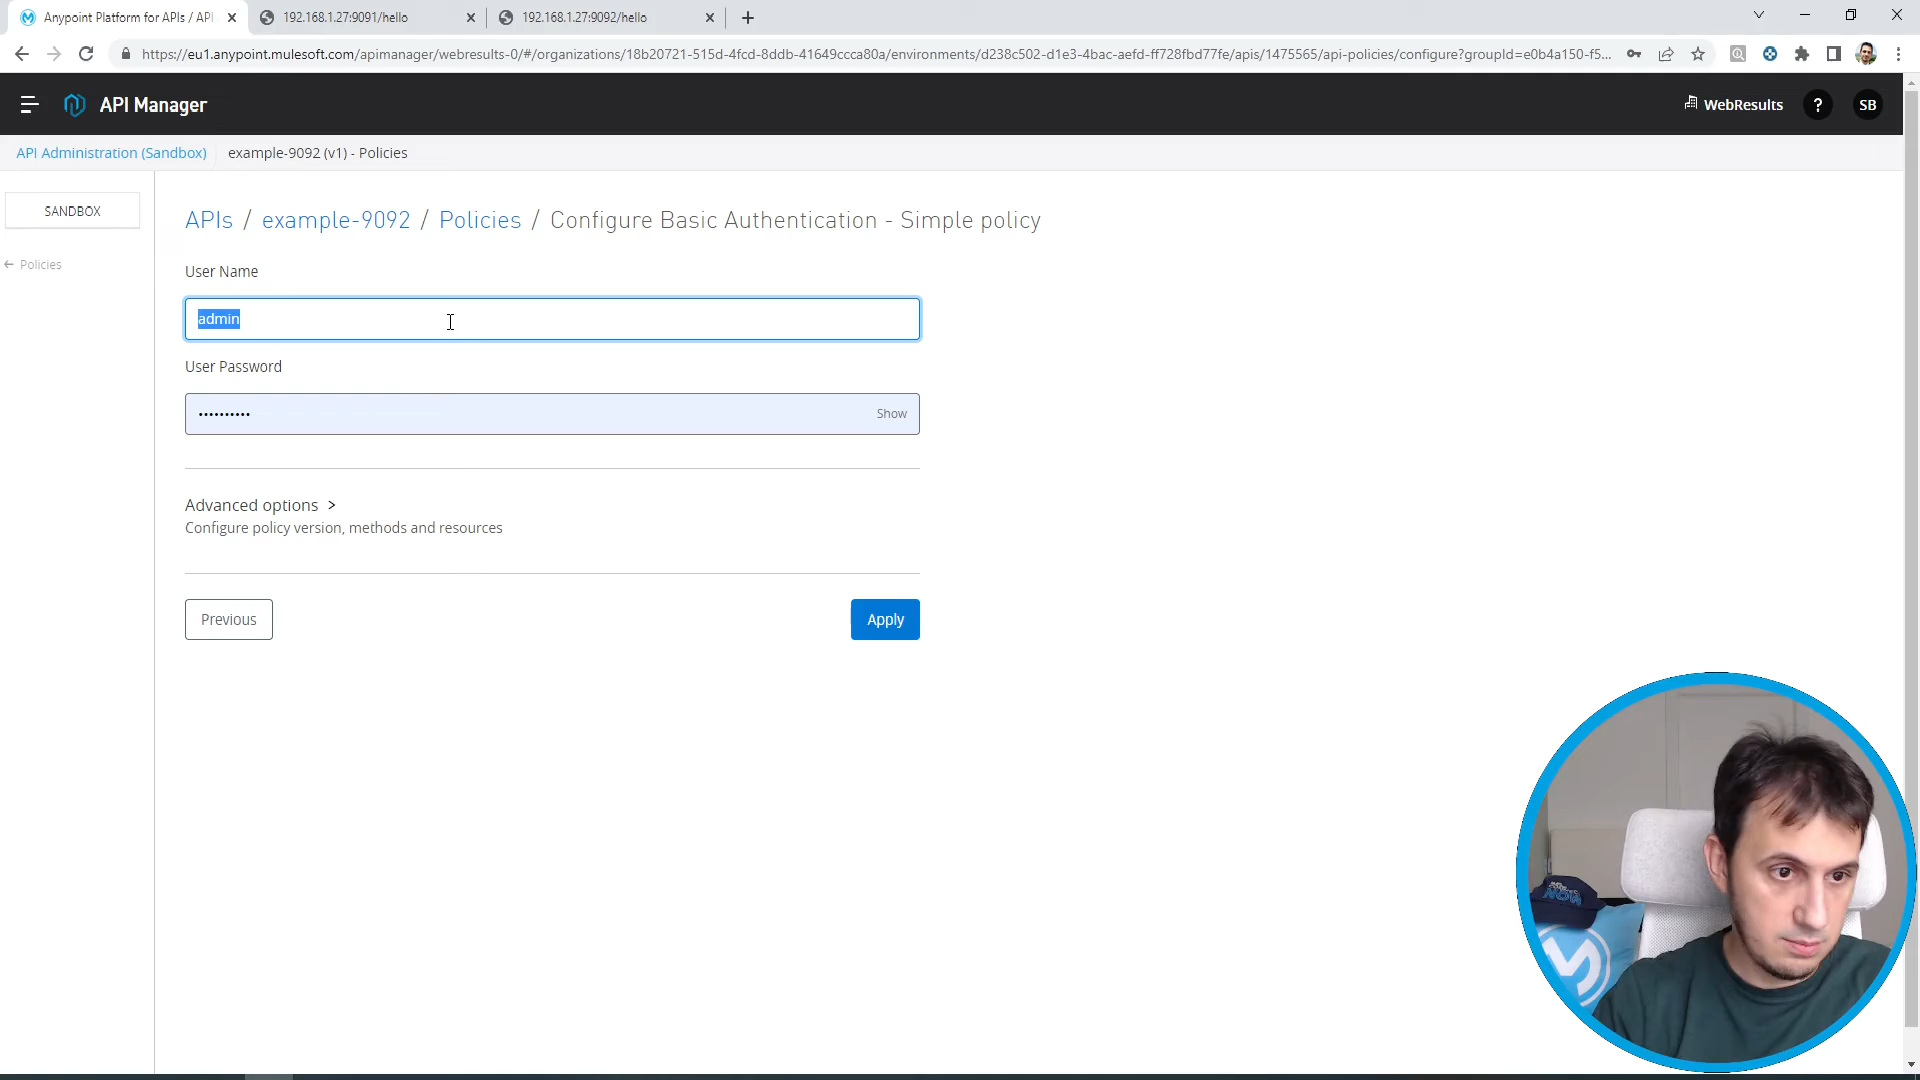 Anypoint Platform for APIs / API
192.168.1.27:9091/hello
192.168.1.27:9092/hello
https://eu1.anypoint.mulesoft.com/apimanager/webresults-0/#/organizations/18b20721-515d-4fcd-8ddb-41649ccca80a/environments/d238c502-d1e3-4bac-aefd-ff728fbd77fe/apis/1475565/api-policies/configure?groupId=e0b4a150-f5...
API Manager
WebResults
?
SB
API Administration (Sandbox)
example-9092 (v1) - Policies
SANDBOX
← Policies
APIs / example-9092 / Policies / Configure Basic Authentication - Simple policy
User Name
admin
User Password
••••••••••
Show
Advanced options >
Configure policy version, methods and resources
Previous
Apply
NOW